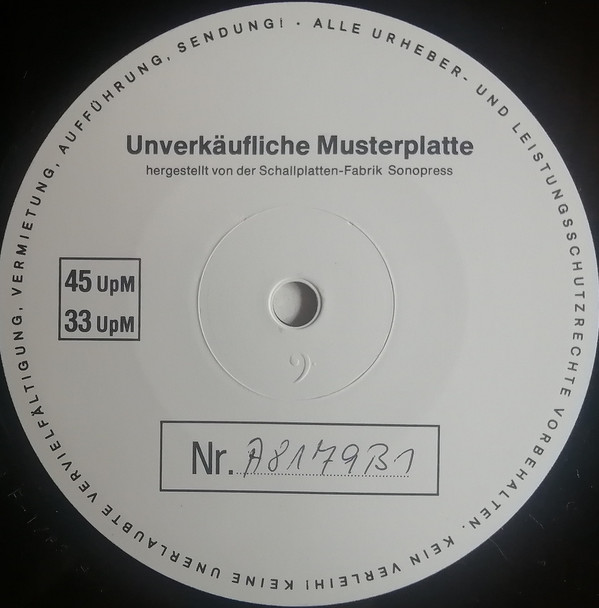 ALLE URHEBER- UND LEISTUNGSSCHUTZRECHTE VORBEHALTEN. KEIN VERLEIH! KEINE UNERLAUBTE VERVIELFÄLTIGUNG, VERMIETUNG, AUFFÜHRUNG, SENDUNG! ·
Unverkäufliche Musterplatte
hergestellt von der Schallplatten-Fabrik Sonopress
45 UpM
33 UpM
Nr. A8179B1